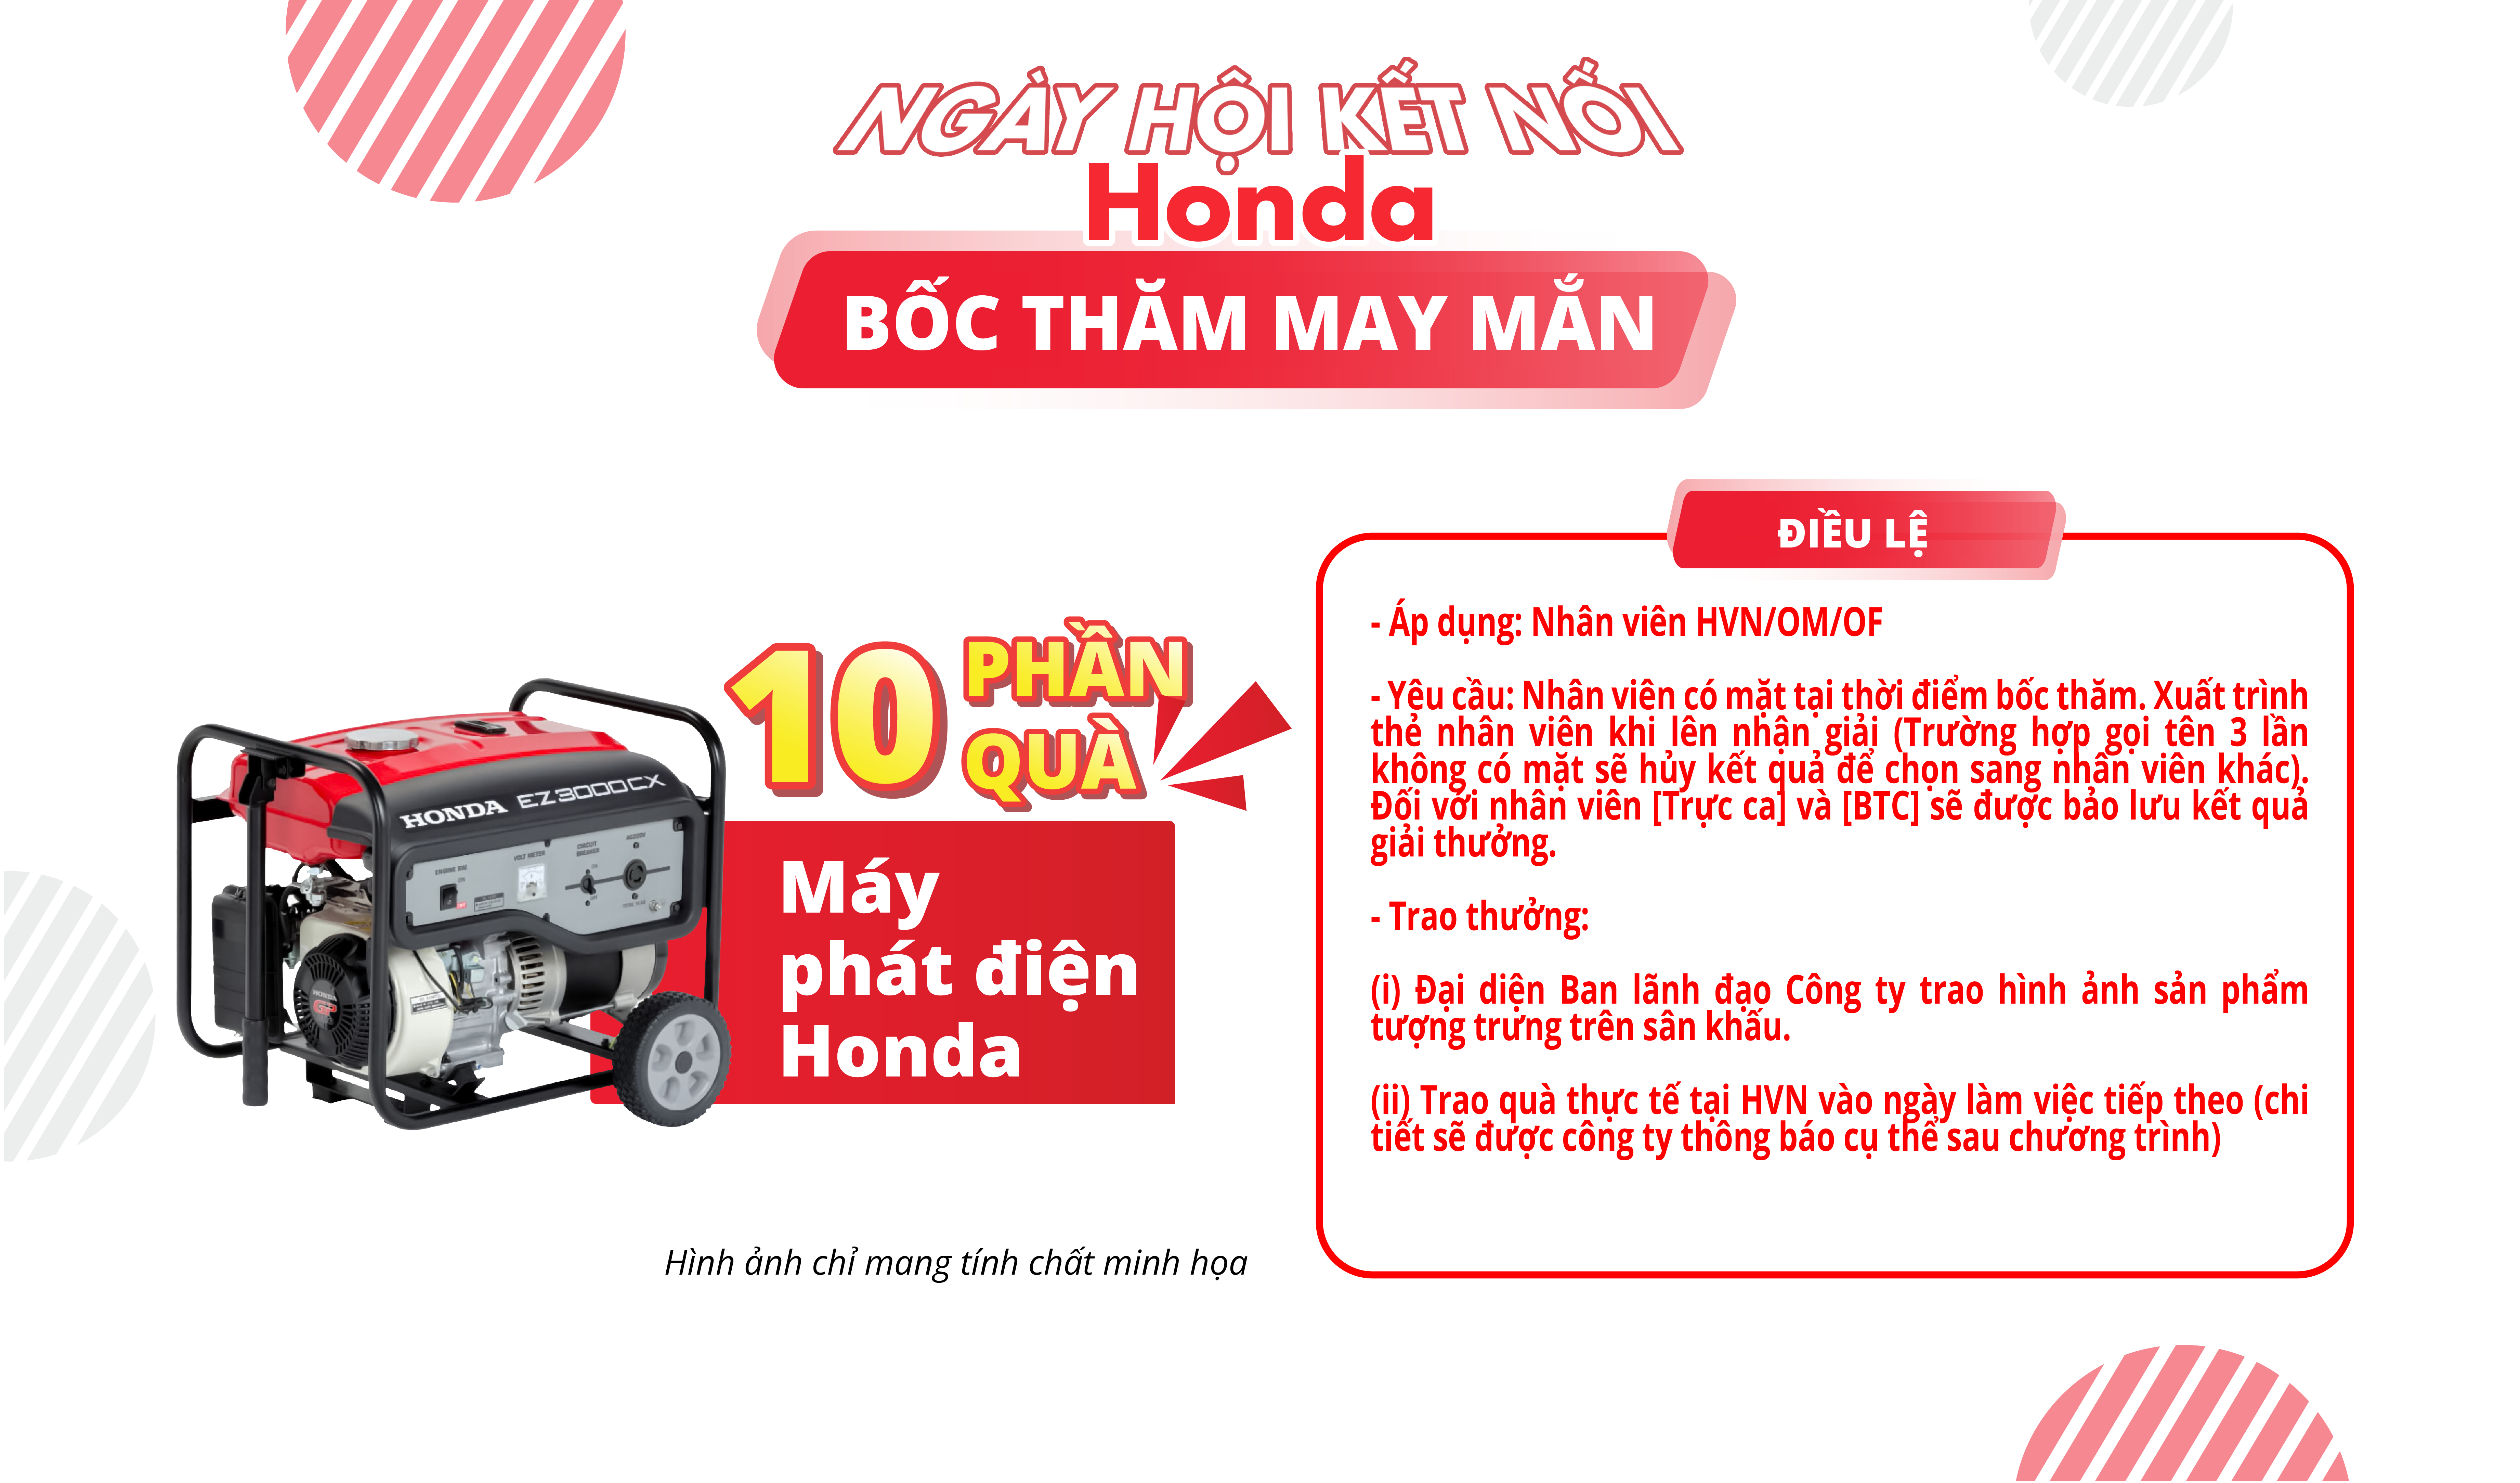 NGÀY HỘI KẾT NỐI
Honda
BỐC THĂM MAY MẮN
10 PHẦN
QUÀ
HONDA EZ3000CX
ENGINE SW
VOLT METER
CIRCUIT
BREAKER
ON
OFF
HONDA
Máy
phát điện
Honda
Hình ảnh chỉ mang tính chất minh họa
ĐIỀU LỆ
- Áp dụng: Nhân viên HVN/OM/OF
- Yêu cầu: Nhân viên có mặt tại thời điểm bốc thăm. Xuất trình
thẻ nhân viên khi lên nhận giải (Trường hợp gọi tên 3 lần
không có mặt sẽ hủy kết quả để chọn sang nhân viên khác).
Đối với nhân viên [Trực ca] và [BTC] sẽ được bảo lưu kết quả
giải thưởng.
- Trao thưởng:
(i) Đại diện Ban lãnh đạo Công ty trao hình ảnh sản phẩm
tượng trưng trên sân khấu.
(ii) Trao quà thực tế tại HVN vào ngày làm việc tiếp theo (chi
tiết sẽ được công ty thông báo cụ thể sau chương trình)